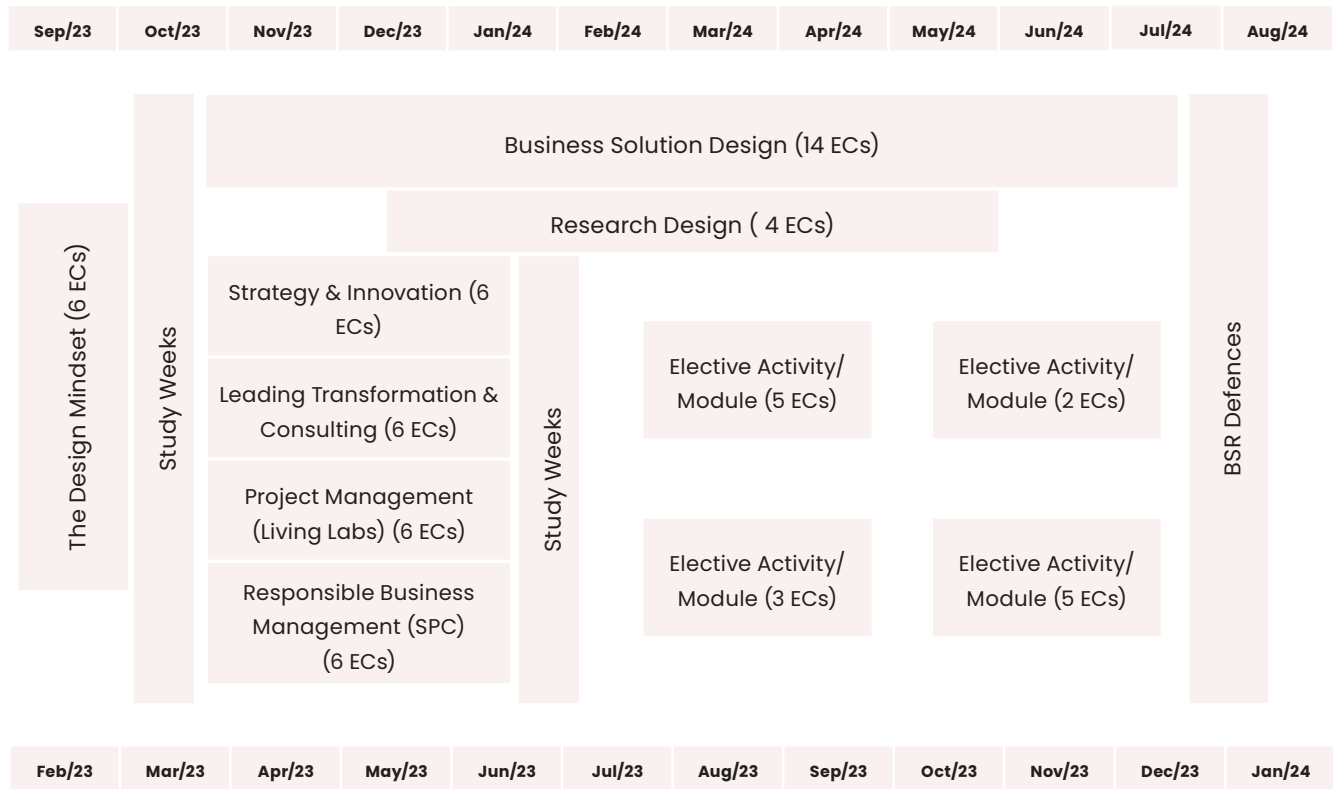 Sep/23 Oct/23 Nov/23 Dec/23 Jan/24 Feb/24 Mar/24 Apr/24 May/24 Jun/24 Jul/24 Aug/24
The Design Mindset (6 ECs)
Study Weeks
Business Solution Design (14 ECs)
Research Design ( 4 ECs)
Strategy & Innovation (6
ECs)
Leading Transformation &
Consulting (6 ECs)
Project Management
(Living Labs) (6 ECs)
Responsible Business
Management (SPC)
(6 ECs)
Study Weeks
Elective Activity/
Module (5 ECs)
Elective Activity/
Module (2 ECs)
Elective Activity/
Module (3 ECs)
Elective Activity/
Module (5 ECs)
BSR Defences
Feb/23 Mar/23 Apr/23 May/23 Jun/23 Jul/23 Aug/23 Sep/23 Oct/23 Nov/23 Dec/23 Jan/24